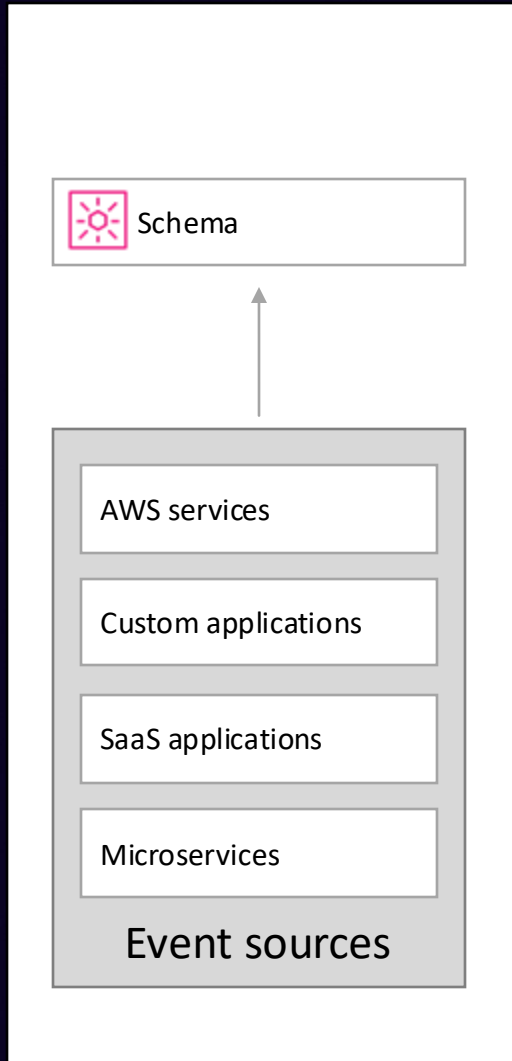 Schema
AWS services
Custom applications
SaaS applications
Microservices
Event sources